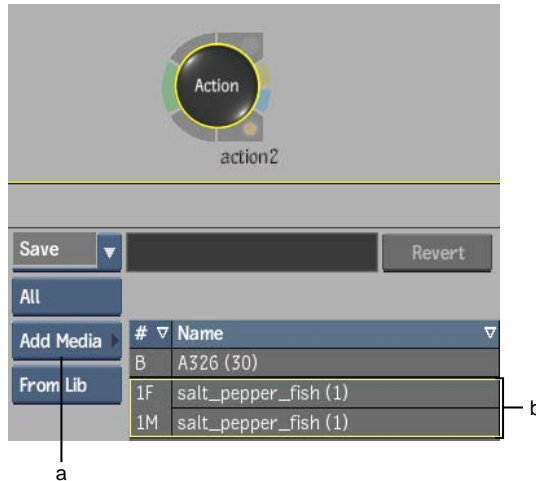 Action
action2
Save
Revert
All
Add Media
# Name
B A326 (30)
From Lib
1F salt_pepper_fish (1)
1M salt_pepper_fish (1)
b
a